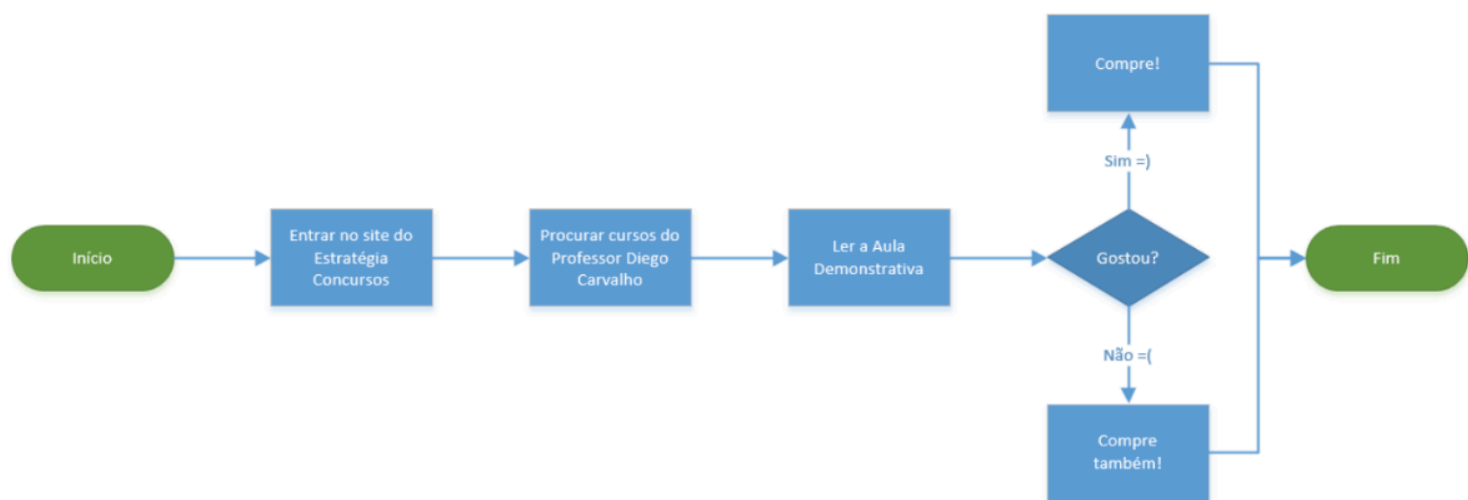 Início
Entrar no site do
Estratégia
Concursos
Procurar cursos do
Professor Diego
Carvalho
Ler a Aula
Demonstrativa
Gostou?
Sim =)
Compre!
Não =(
Compre
também!
Fim